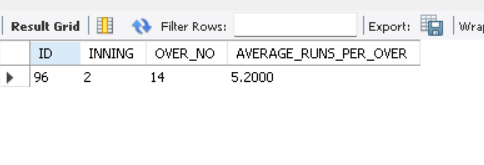 Result Grid Filter Rows: Export: Wrap
ID INNING OVER_NO AVERAGE_RUNS_PER_OVER
96 2 14 5.2000